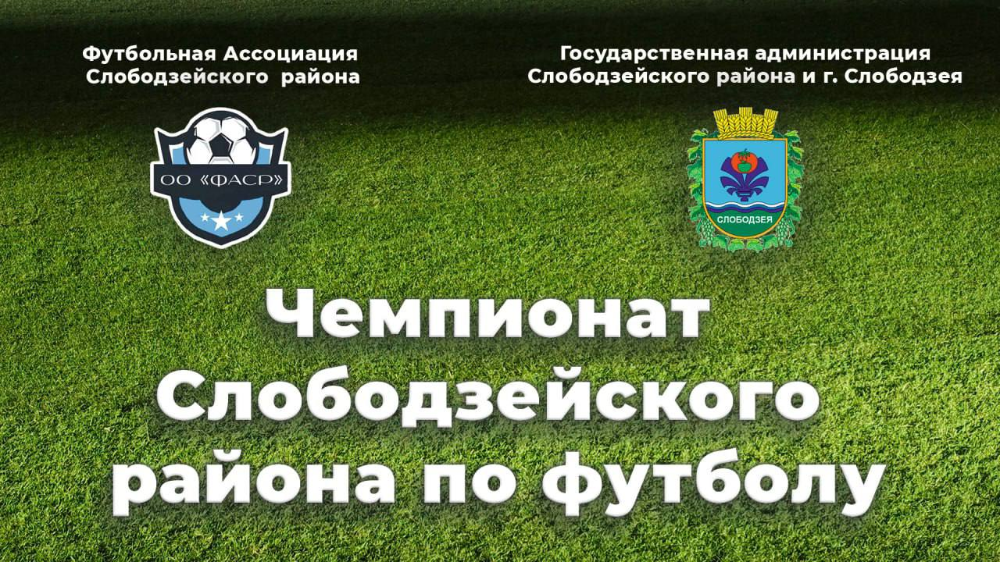 Футбольная Ассоциация
Слободзейского района
Государственная администрация
Слободзейского района и г. Слободзея
ОО «ФАСР»
СЛОБОДЗЕЯ
Чемпионат
Слободзейского
района по футболу